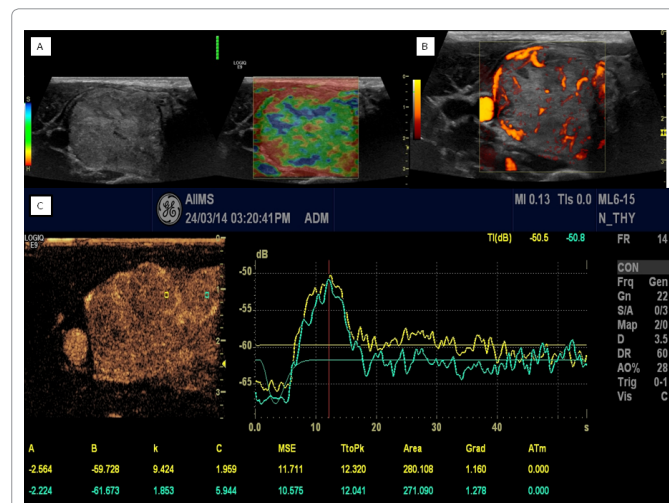 A
B
LOGIQ
E9
S
H
C
AIIMS
24/03/14 03:20:41PM ADM
MI 0.13 TIs 0.0 ML6-15
N_THY
LOGIQ
E9
TI(dB) -50.5 -50.8
FR 14
dB
-50
-55
-60
-65
0.0 10 20 30 40 s
CON
Frq Gen
Gn 22
S/A 0/3
Map 2/0
D 3.5
DR 60
AO% 28
Trig 0-1
Vis C
A B k C MSE TtoPk Area Grad ATm
-2.564 -59.728 9.424 1.959 11.711 12.320 280.108 1.160 0.000
-2.224 -61.673 1.853 5.944 10.575 12.041 271.090 1.278 0.000